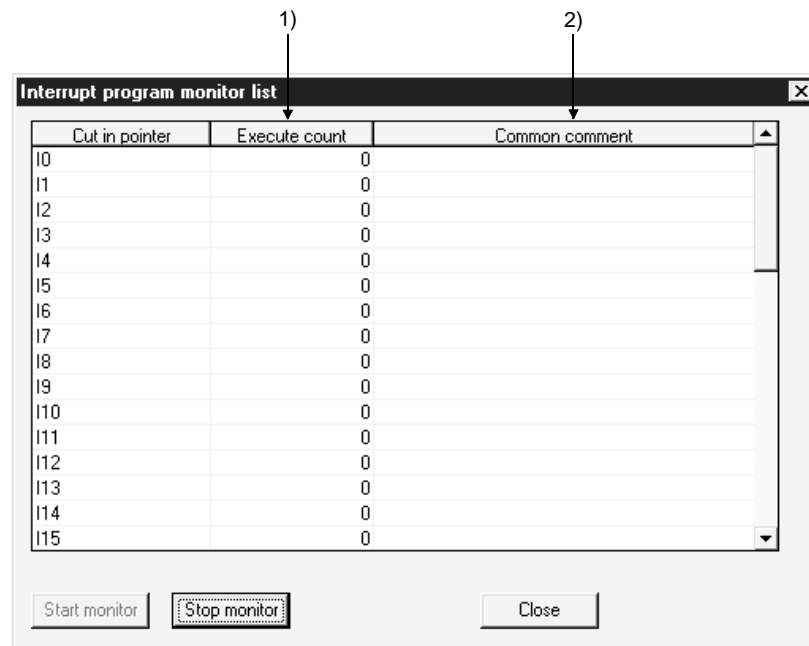 1) 2)
Interrupt program monitor list
Cut in pointer Execute count Common comment
I0 0
I1 0
I2 0
I3 0
I4 0
I5 0
I6 0
I7 0
I8 0
I9 0
I10 0
I11 0
I12 0
I13 0
I14 0
I15 0
Start monitor Stop monitor Close